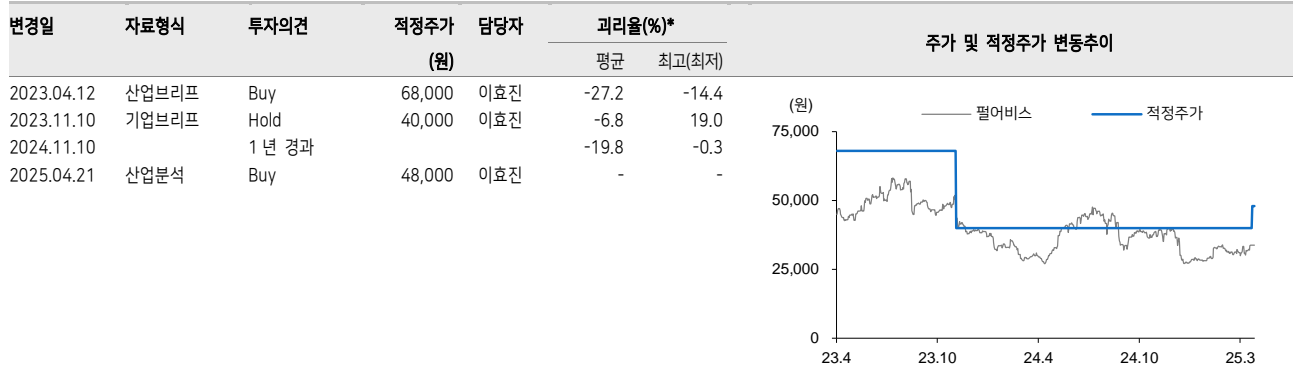 변경일 자료형식 투자의견 적정주가 담당자 괴리율(%)* 주가 및 적정주가 변동추이
(원) 평균 최고(최저)
2023.04.12 산업브리프 Buy 68,000 이효진 -27.2 -14.4
2023.11.10 기업브리프 Hold 40,000 이효진 -6.8 19.0
2024.11.10 1년 경과 -19.8 -0.3
2025.04.21 산업분석 Buy 48,000 이효진 - -
(원) 펄어비스 적정주가
75,000
50,000
25,000
0
23.4 23.10 24.4 24.10 25.3